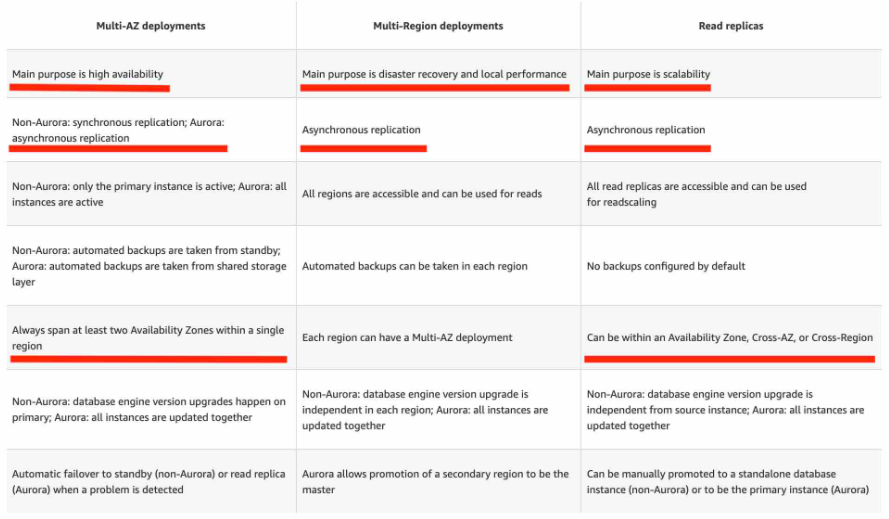 Multi-AZ deployments
Multi-Region deployments
Read replicas
Main purpose is high availability
Main purpose is disaster recovery and local performance
Main purpose is scalability
Non-Aurora: synchronous replication; Aurora:
asynchronous replication
Asynchronous replication
Asynchronous replication
Non-Aurora: only the primary instance is active; Aurora: all
instances are active
All regions are accessible and can be used for reads
All read replicas are accessible and can be used
for readscaling
Non-Aurora: automated backups are taken from standby;
Aurora: automated backups are taken from shared storage
layer
Automated backups can be taken in each region
No backups configured by default
Always span at least two Availability Zones within a single
region
Each region can have a Multi-AZ deployment
Can be within an Availability Zone, Cross-AZ, or Cross-Region
Non-Aurora: database engine version upgrades happen on
primary; Aurora: all instances are updated together
Non-Aurora: database engine version upgrade is
independent in each region; Aurora: all instances are
updated together
Non-Aurora: database engine version upgrade is
independent from source instance; Aurora: all instances are
updated together
Automatic failover to standby (non-Aurora) or read replica
(Aurora) when a problem is detected
Aurora allows promotion of a secondary region to be the
master
Can be manually promoted to a standalone database
instance (non-Aurora) or to be the primary instance (Aurora)